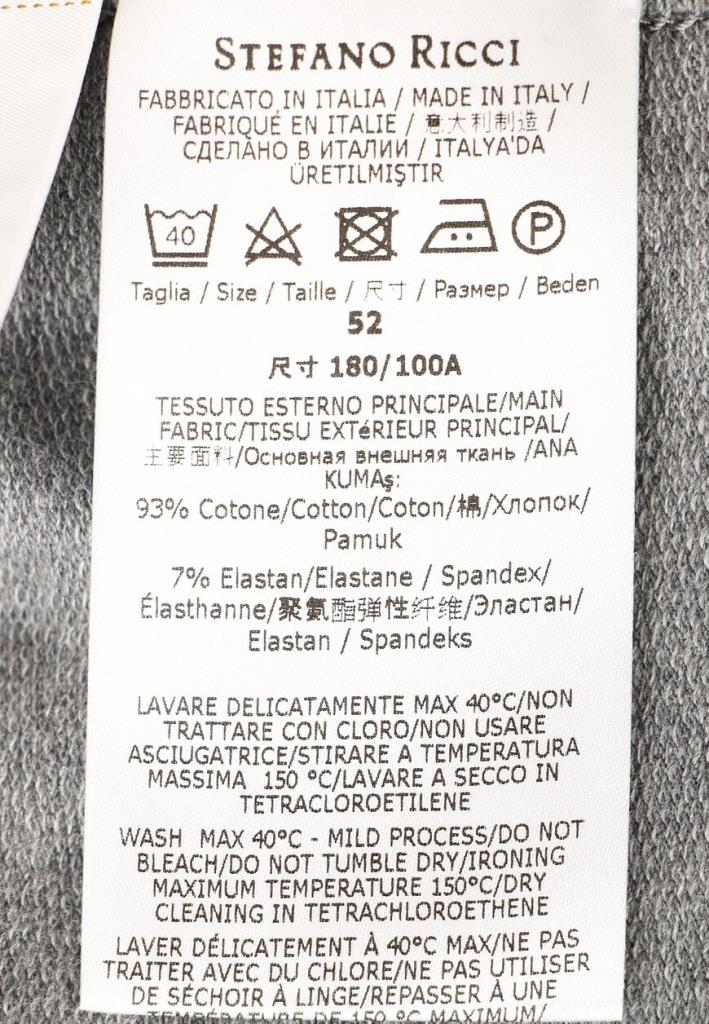 STEFANO RICCI
FABBRICATO IN ITALIA / MADE IN ITALY /
FABRIQUÉ EN ITALIE / 意大利制造 /
СДЕЛАНО В ИТАЛИИ / ITALYA'DA
ÜRETILMIŞTIR
40 P
Taglia / Size / Taille / 尺寸 / Размер / Beden
52
尺寸 180/100A
TESSUTO ESTERNO PRINCIPALE/MAIN
FABRIC/TISSU EXTéRIEUR PRINCIPAL/
主要面料/Основная внешняя ткань /ANA
KUMAş:
93% Cotone/Cotton/Coton/棉/Хлопок/
Pamuk
7% Elastan/Elastane / Spandex/
Élasthanne/聚氨酯弹性纤维/Эластан/
Elastan / Spandeks
LAVARE DELICATAMENTE MAX 40°C/NON
TRATTARE CON CLORO/NON USARE
ASCIUGATRICE/STIRARE A TEMPERATURA
MASSIMA 150 °C/LAVARE A SECCO IN
TETRACLOROETILENE
WASH MAX 40°C - MILD PROCESS/DO NOT
BLEACH/DO NOT TUMBLE DRY/IRONING
MAXIMUM TEMPERATURE 150°C/DRY
CLEANING IN TETRACHLOROETHENE
LAVER DÉLICATEMENT À 40°C MAX/NE PAS
TRAITER AVEC DU CHLORE/NE PAS UTILISER
DE SÉCHOIR À LINGE/REPASSER À UNE
TEMPÉRATURE DE 150 °C MAXIMUM/